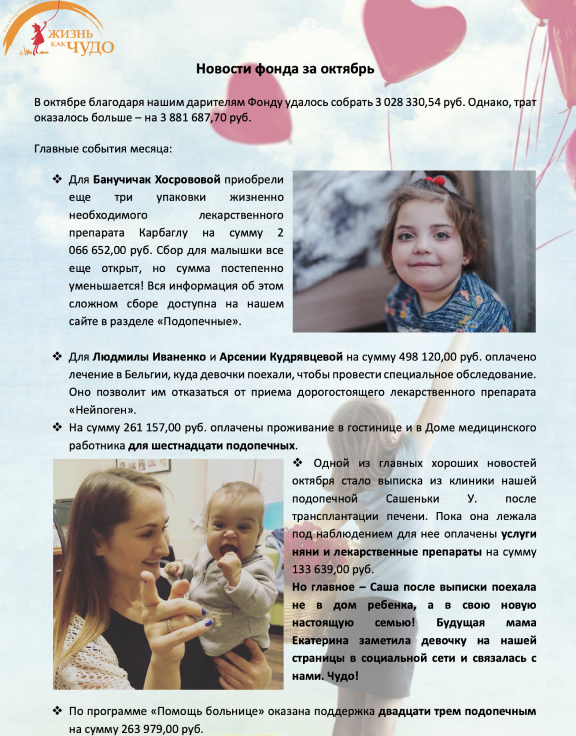 ЖИЗНЬ
КАК ЧУДО
Новости фонда за октябрь
В октябре благодаря нашим дарителям Фонду удалось собрать 3 028 330,54 руб. Однако, трат
оказалось больше – на 3 881 687,70 руб.
Главные события месяца:
❖ Для Банучичак Хосрововой приобрели
еще три упаковки жизненно
необходимого лекарственного
препарата Карбаглу на сумму 2
066 652,00 руб. Сбор для малышки все
еще открыт, но сумма постепенно
уменьшается! Вся информация об этом
сложном сборе доступна на нашем
сайте в разделе «Подопечные».
❖ Для Людмилы Иваненко и Арсении Кудрявцевой на сумму 498 120,00 руб. оплачено
лечение в Бельгии, куда девочки поехали, чтобы провести специальное обследование.
Оно позволит им отказаться от приема дорогостоящего лекарственного препарата
«Нейпоген».
❖ На сумму 261 157,00 руб. оплачены проживание в гостинице и в Доме медицинского
работника для шестнадцати подопечных.
❖ Одной из главных хороших новостей
октября стало выписка из клиники нашей
подопечной Сашеньки У. после
трансплантации печени. Пока она лежала
под наблюдением для нее оплачены услуги
няни и лекарственные препараты на сумму
133 639,00 руб.
Но главное – Саша после выписки поехала
не в дом ребенка, а в свою новую
настоящую семью! Будущая мама
Екатерина заметила девочку на нашей
страницы в социальной сети и связалась с
нами. Чудо!
❖ По программе «Помощь больнице» оказана поддержка двадцати трем подопечным
на сумму 263 979,00 руб.